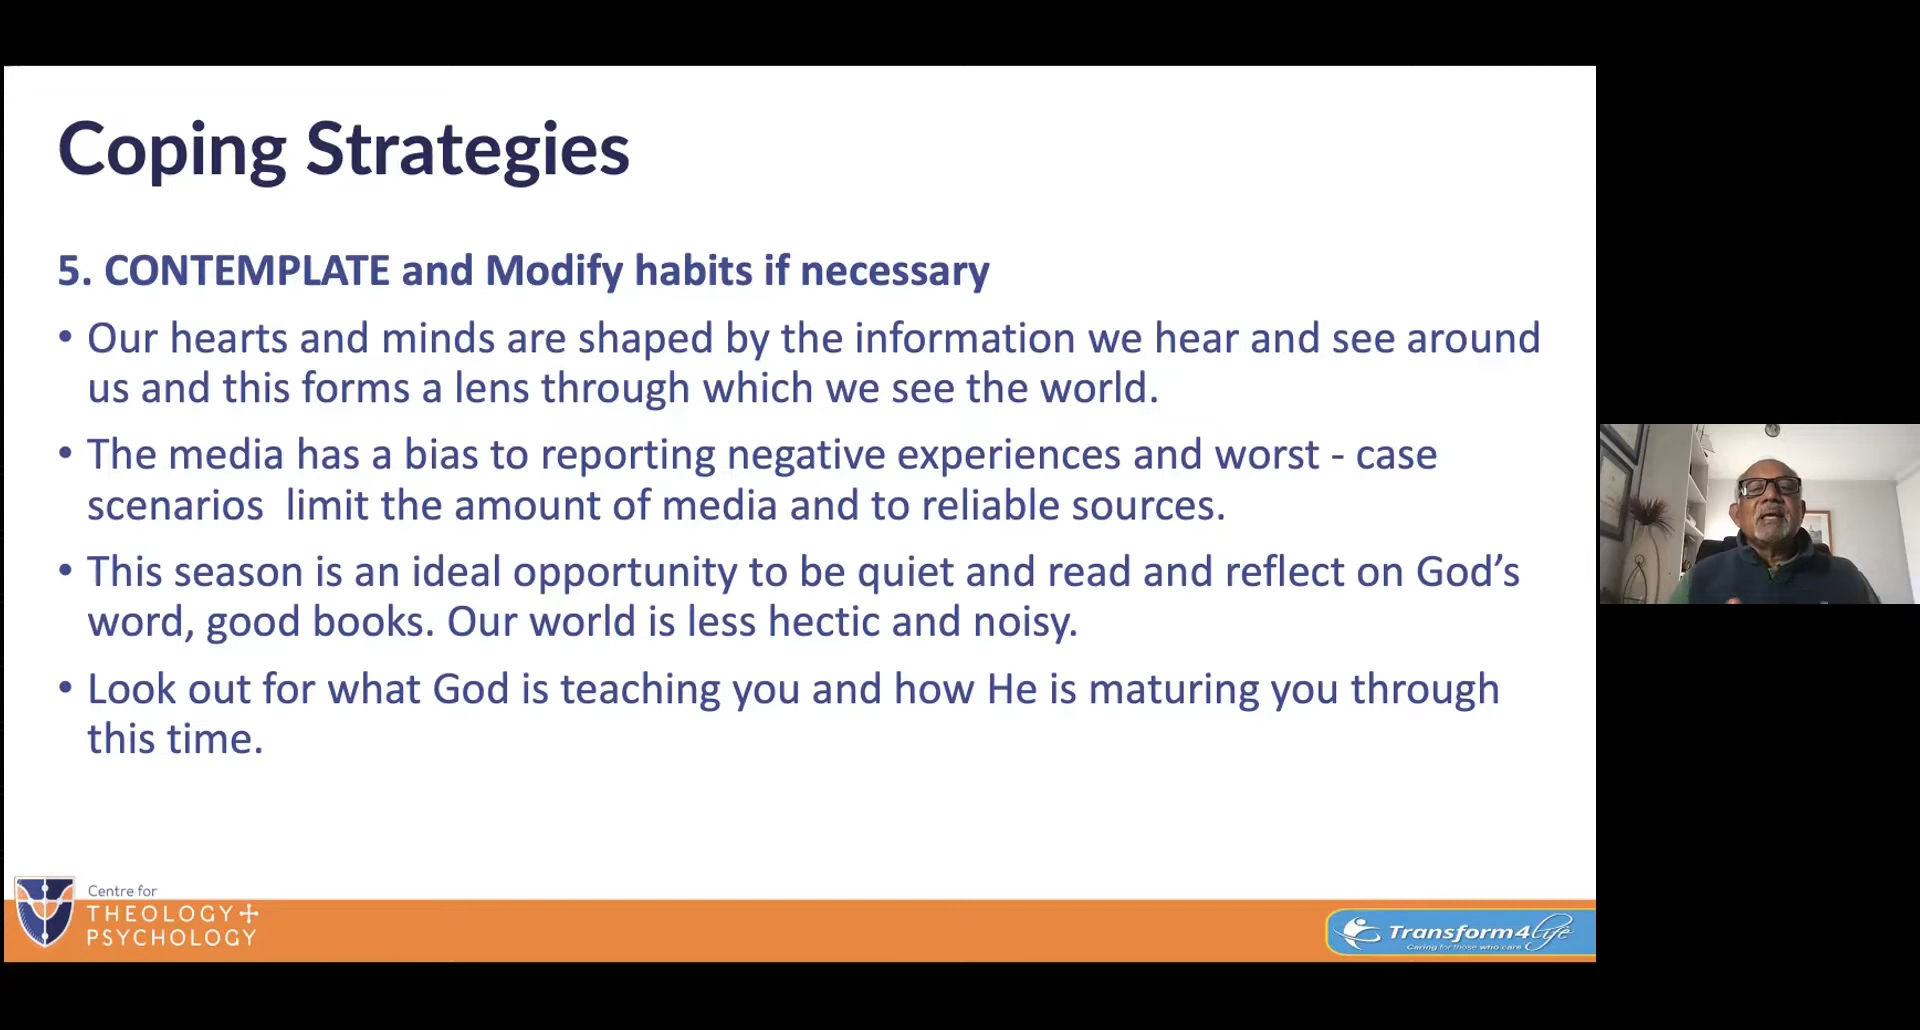 Coping Strategies
5. CONTEMPLATE and Modify habits if necessary
• Our hearts and minds are shaped by the information we hear and see around
us and this forms a lens through which we see the world.
• The media has a bias to reporting negative experiences and worst - case
scenarios  limit the amount of media and to reliable sources.
• This season is an ideal opportunity to be quiet and read and reflect on God’s
word, good books. Our world is less hectic and noisy.
• Look out for what God is teaching you and how He is maturing you through
this time.
Centre for
THEOLOGY+
PSYCHOLOGY
Transform4life
Caring for those who care